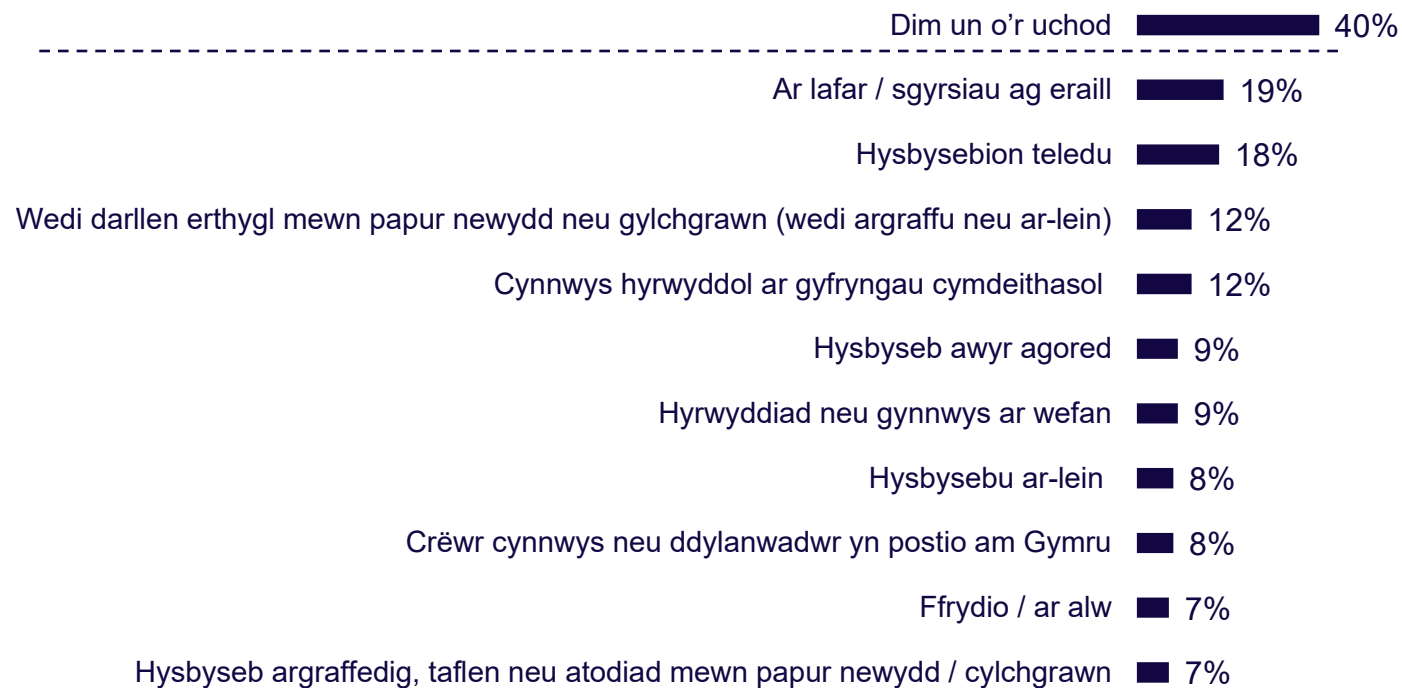 Dim un o’r uchod 40%
Ar lafar / sgyrsiau ag eraill 19%
Hysbysebion teledu 18%
Wedi darllen erthygl mewn papur newydd neu gylchgrawn (wedi argraffu neu ar-lein) 12%
Cynnwys hyrwyddol ar gyfryngau cymdeithasol 12%
Hysbyseb awyr agored 9%
Hyrwyddiad neu gynnwys ar wefan 9%
Hysbysebu ar-lein 8%
Crëwr cynnwys neu ddylanwadwr yn postio am Gymru 8%
Ffrydio / ar alw 7%
Hysbyseb argraffedig, taflen neu atodiad mewn papur newydd / cylchgrawn 7%